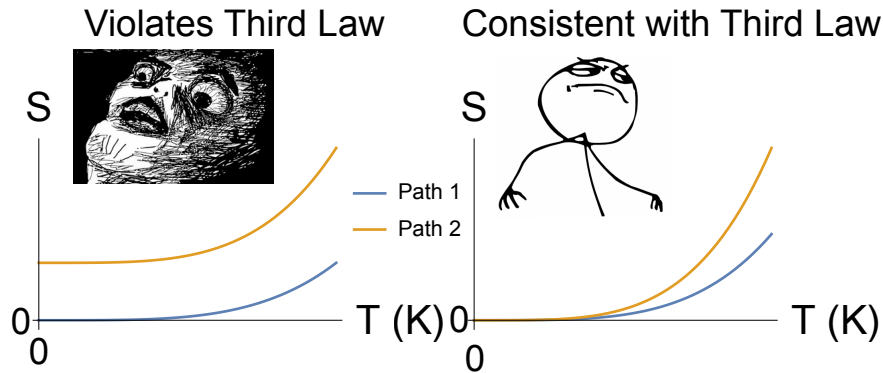 Violates Third Law
Consistent with Third Law
S
S
Path 1
Path 2
0
T (K)
0
0
T (K)
0